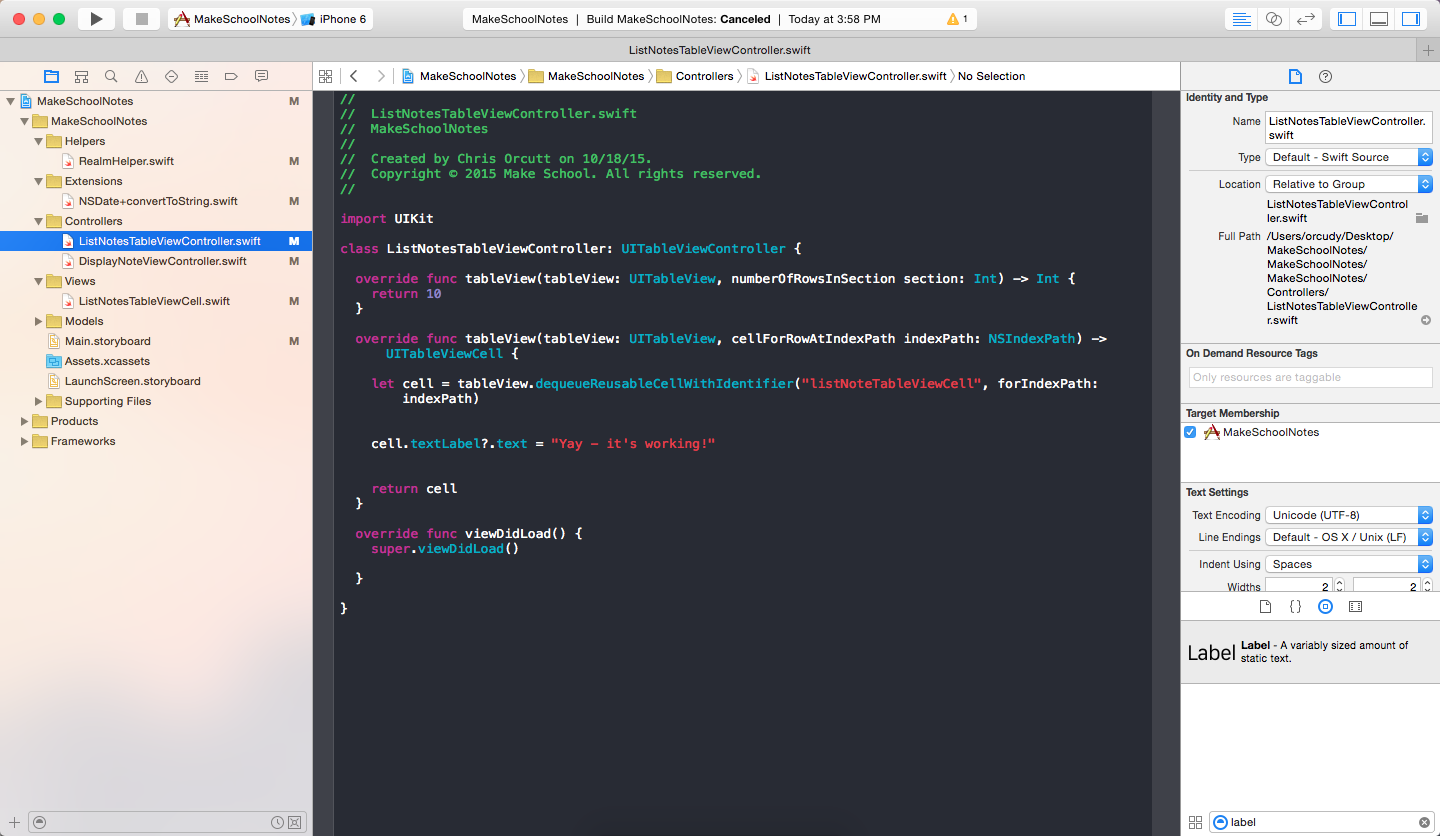 MakeSchoolNotes iPhone 6
MakeSchoolNotes | Build MakeSchoolNotes: Canceled | Today at 3:58 PM 1
ListNotesTableViewController.swift
MakeSchoolNotes MakeSchoolNotes Controllers ListNotesTableViewController.swift No Selection
MakeSchoolNotes M
MakeSchoolNotes
Helpers
RealmHelper.swift M
Extensions
NSDate+convertToString.swift M
Controllers
ListNotesTableViewController.swift M
DisplayNoteViewController.swift M
Views
ListNotesTableViewCell.swift M
Models
Main.storyboard M
Assets.xcassets
LaunchScreen.storyboard
Supporting Files
Products
Frameworks
//
//  ListNotesTableViewController.swift
//  MakeSchoolNotes
//
//  Created by Chris Orcutt on 10/18/15.
//  Copyright © 2015 Make School. All rights reserved.
//
import UIKit
class ListNotesTableViewController: UITableViewController {
override func tableView(tableView: UITableView, numberOfRowsInSection section: Int) -> Int {
return 10
}
override func tableView(tableView: UITableView, cellForRowAtIndexPath indexPath: NSIndexPath) ->
UITableViewCell {
let cell = tableView.dequeueReusableCellWithIdentifier("listNoteTableViewCell", forIndexPath:
indexPath)
cell.textLabel?.text = "Yay - it's working!"
return cell
}
override func viewDidLoad() {
super.viewDidLoad()
}
}
Identity and Type
Name ListNotesTableViewController.
swift
Type Default - Swift Source
Location Relative to Group
ListNotesTableViewControl
ler.swift
Full Path /Users/orcudy/Desktop/
MakeSchoolNotes/
MakeSchoolNotes/
MakeSchoolNotes/
Controllers/
ListNotesTableViewControlle
r.swift
On Demand Resource Tags
Only resources are taggable
Target Membership
MakeSchoolNotes
Text Settings
Text Encoding Unicode (UTF-8)
Line Endings Default - OS X / Unix (LF)
Indent Using Spaces
Widths 2 2
{ }
Label Label - A variably sized amount of
static text.
label